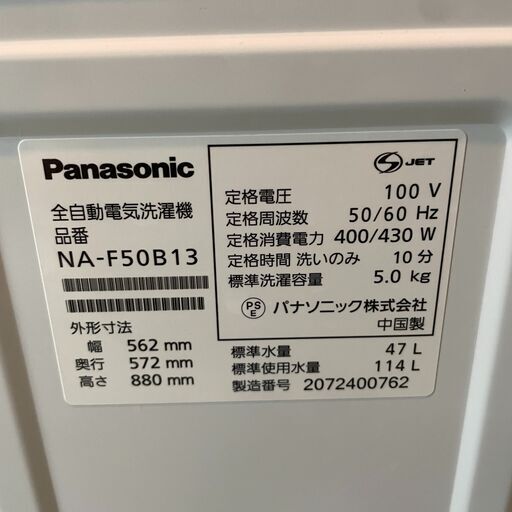 Panasonic
全自動電気洗濯機
品番
NA-F50B13
外形寸法
幅 562 mm
奥行 572 mm
高さ 880 mm
S JET
定格電圧 100 V
定格周波数 50/60 Hz
定格消費電力 400/430 W
定格時間 洗いのみ 10 分
標準洗濯容量 5.0 kg
PS E パナソニック株式会社
中国製
標準水量 47 L
標準使用水量 114 L
製造番号 2072400762